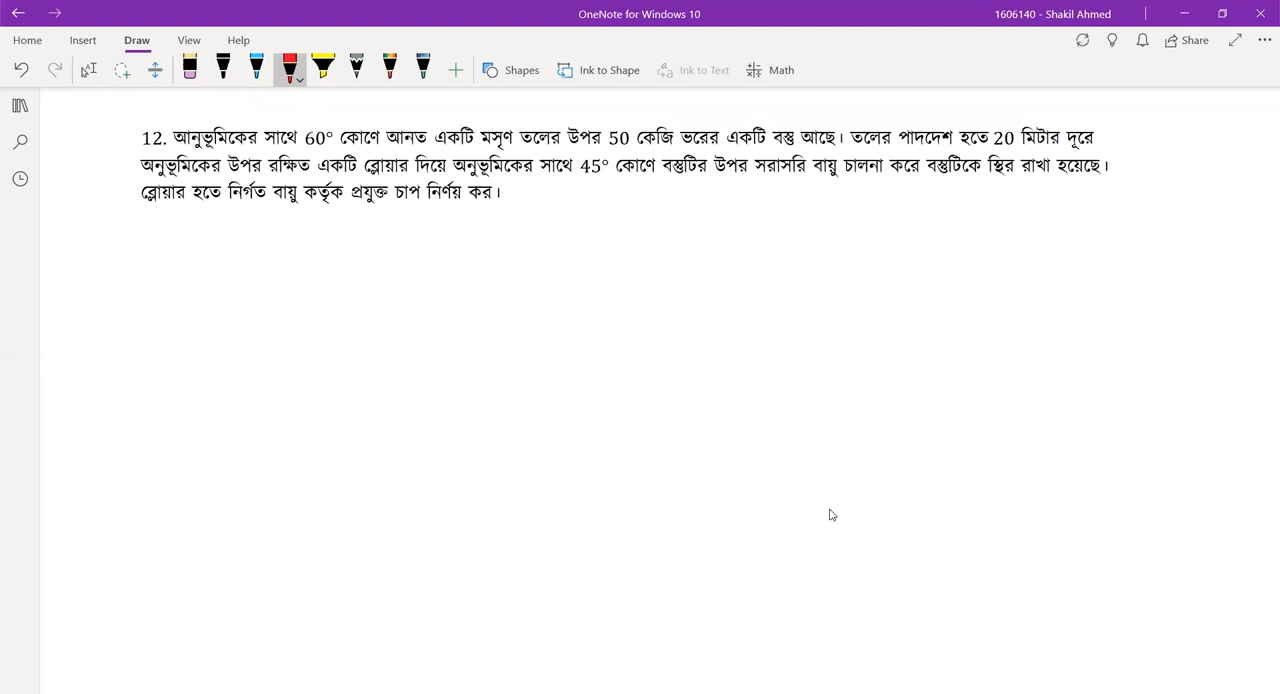 OneNote for Windows 10
1606140 - Shakil Ahmed
Home Insert Draw View Help
Share
Shapes Ink to Shape Ink to Text Math
12. আনুভূমিকের সাথে 60° কোণে আনত একটি মসৃণ তলের উপর 50 কেজি ভরের একটি বস্তু আছে। তলের পাদদেশ হতে 20 মিটার দূরে
অনুভূমিকের উপর রক্ষিত একটি ব্লোয়ার দিয়ে অনুভূমিকের সাথে 45° কোণে বস্তুটির উপর সরাসরি বায়ু চালনা করে বস্তুটিকে স্থির রাখা হয়েছে।
ব্লোয়ার হতে নির্গত বায়ু কর্তৃক প্রযুক্ত চাপ নির্ণয় কর।